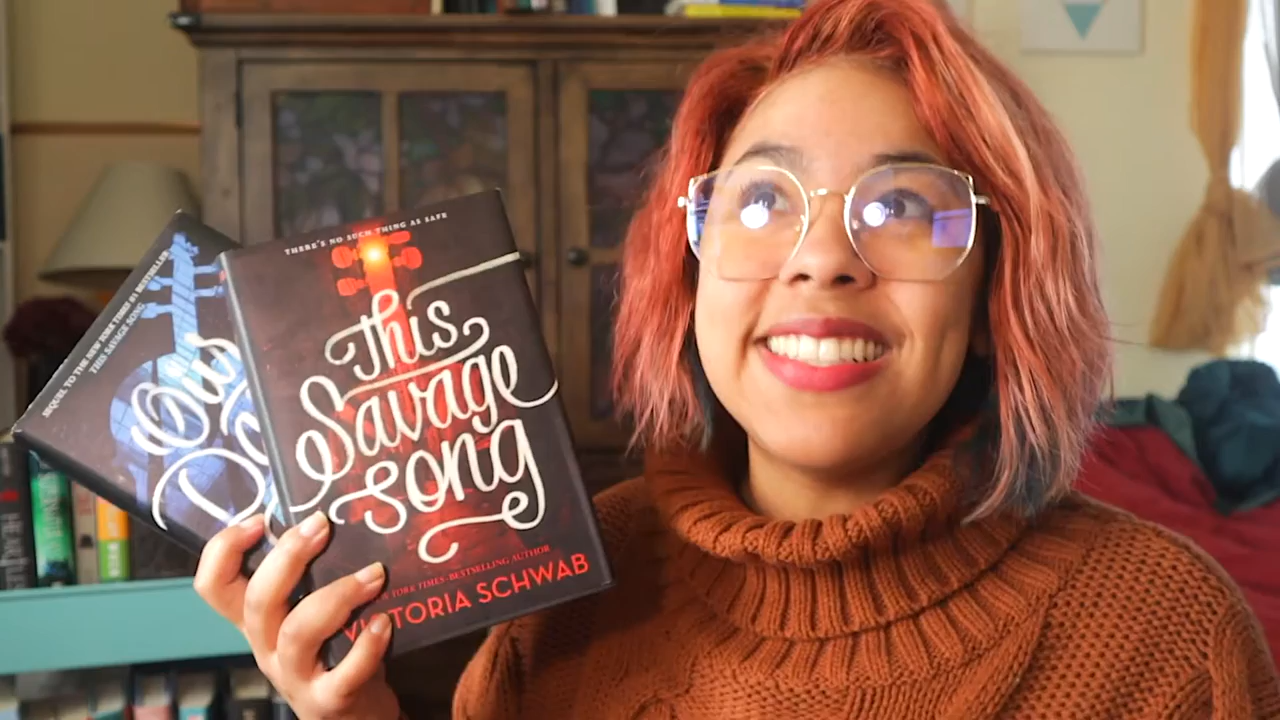 SEQUEL TO THE NEW YORK TIMES #1 BESTSELLER
THIS SAVAGE SONG
Our
THERE'S NO SUCH THING AS SAFE
This
Savage
Song
YORK TIMES-BESTSELLING AUTHOR
VICTORIA SCHWAB